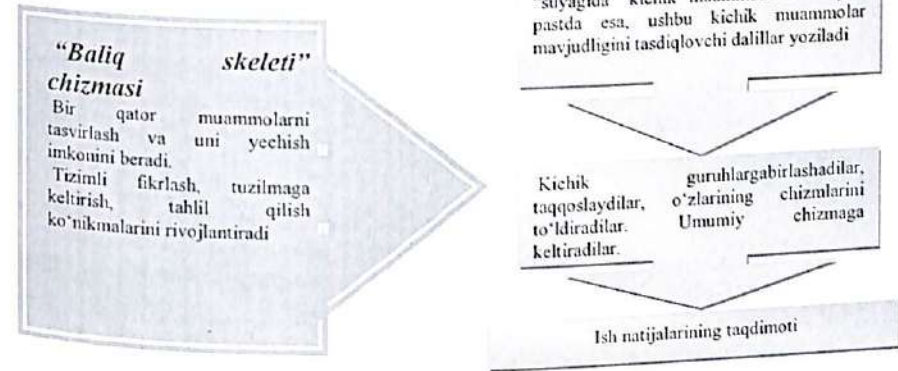 “Baliq skeleti”
chizmasi
Bir qator muammolarni
tasvirlash va uni yechish
imkonini beradi.
Tizimli fikrlash, tuzilmaga
keltirish, tahlil qilish
ko‘nikmalarini rivojlantiradi
“suyagida kichik
pastda esa, ushbu kichik muammolar
mavjudligini tasdiqlovchi dalillar yoziladi
Kichik guruhlargabirlashadilar,
taqqoslaydilar, o‘zlarining chizmlarini
to‘ldiradilar. Umumiy chizmaga
keltiradilar.
Ish natijalarining taqdimoti